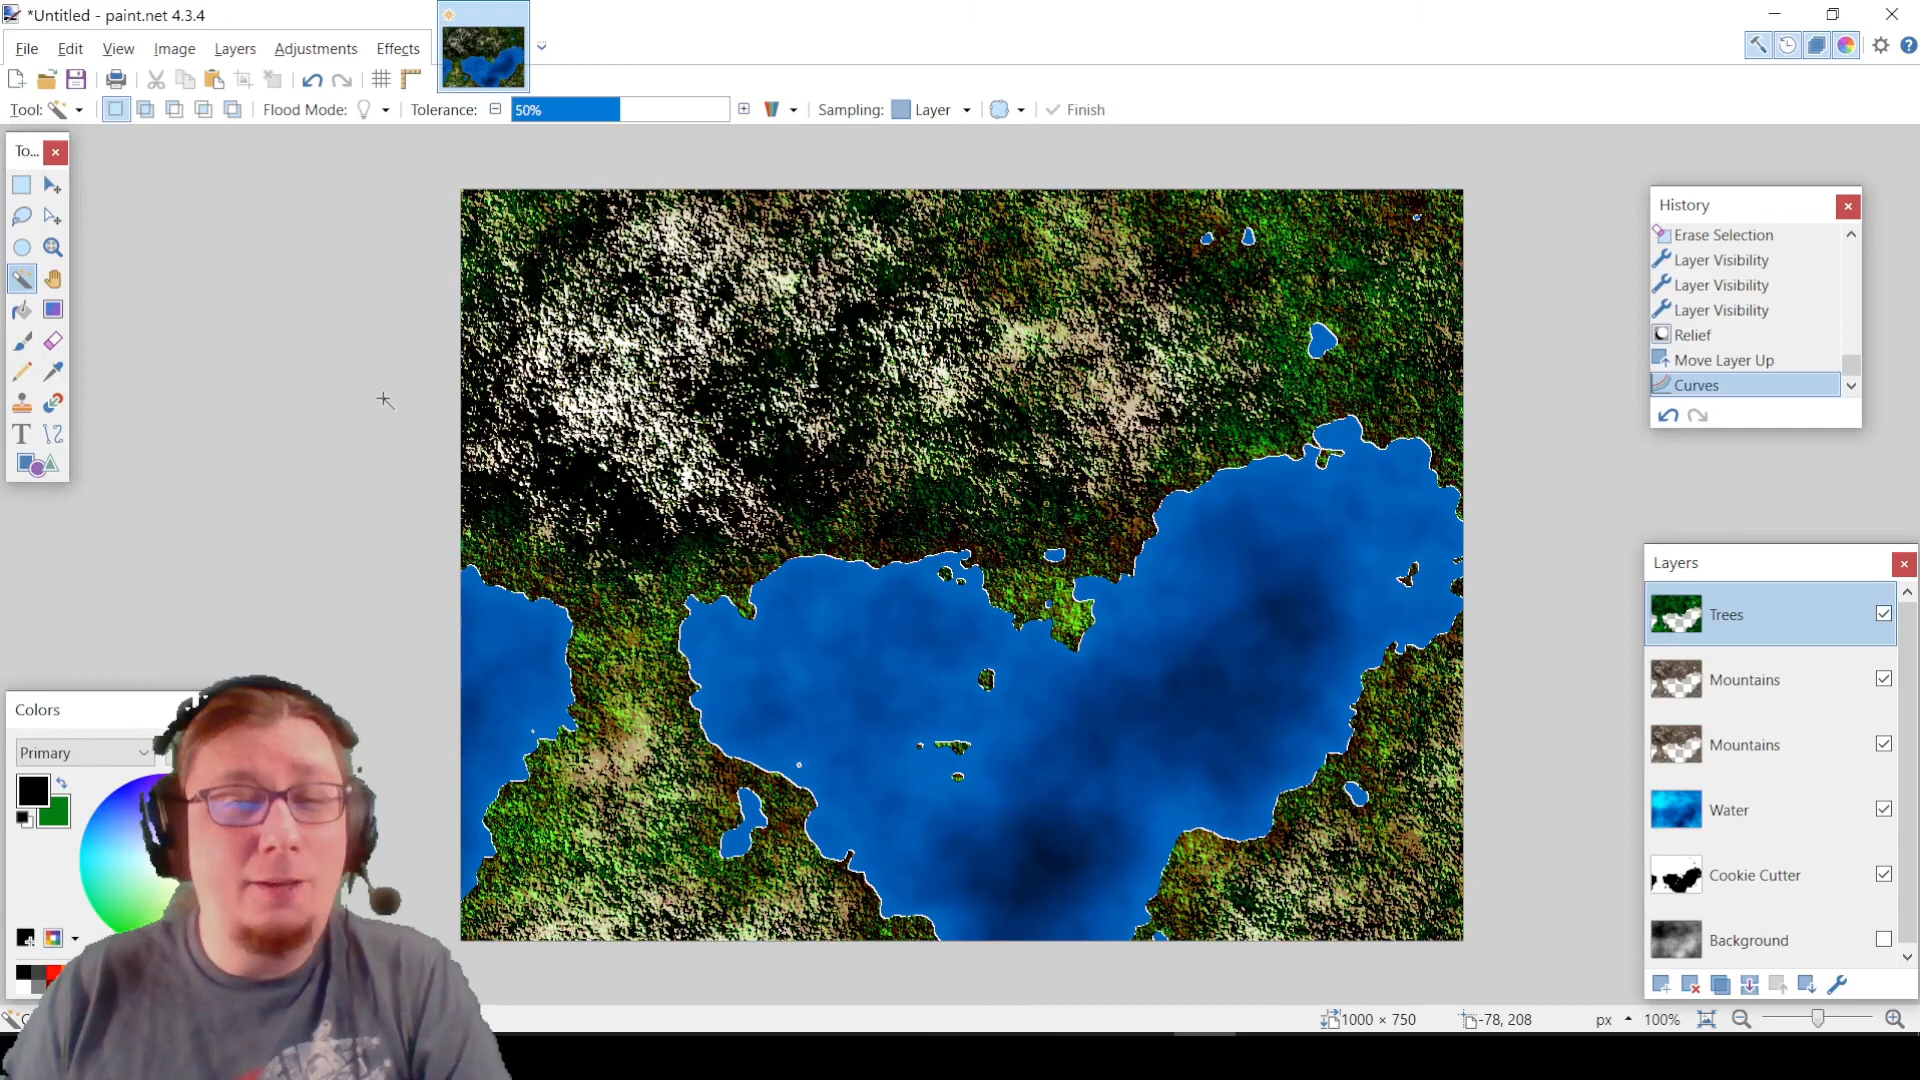 *Untitled - paint.net 4.3.4
File Edit View Image Layers Adjustments Effects
Tool: Flood Mode: Tolerance: 50% Sampling: Layer Finish
To...
History
Erase Selection
Layer Visibility
Layer Visibility
Layer Visibility
Relief
Move Layer Up
Curves
Layers
Trees
Mountains
Mountains
Water
Cookie Cutter
Background
Colors
Primary
1000 × 750 -78, 208 px 100%